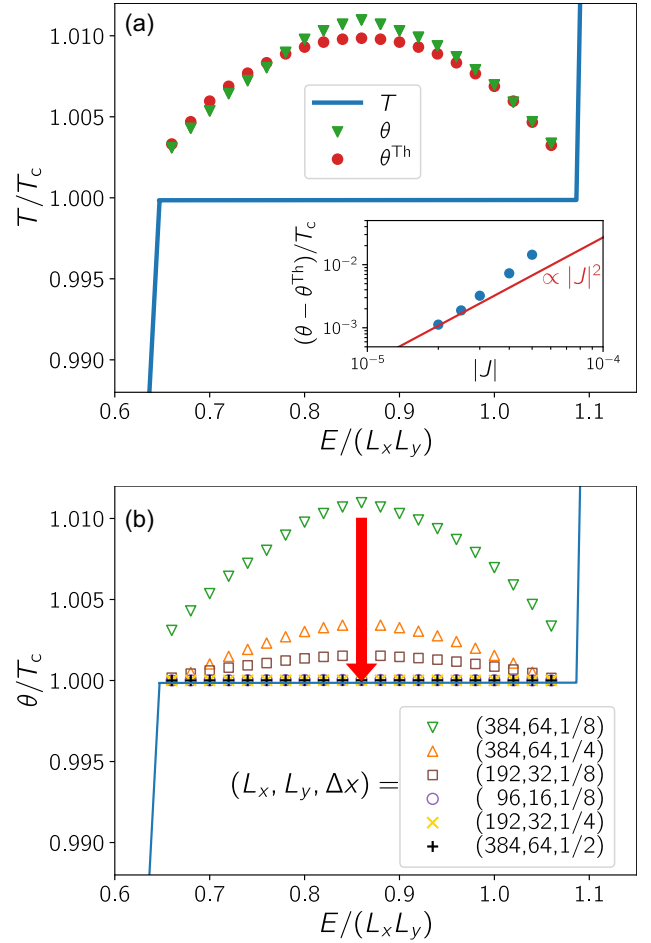 (a)
1.010
1.005
1.000
0.995
0.990
T/T_c
T
θ
θ^Th
(θ − θ^Th)/T_c
10^−2
10^−3
∝ |J|^2
10^−5
10^−4
|J|
0.6 0.7 0.8 0.9 1.0 1.1
E/(L_x L_y)
(b)
1.010
1.005
1.000
0.995
0.990
θ/T_c
(L_x, L_y, Δx) =
(384,64,1/8)
(384,64,1/4)
(192,32,1/8)
( 96,16,1/8)
(192,32,1/4)
(384,64,1/2)
0.6 0.7 0.8 0.9 1.0 1.1
E/(L_x L_y)